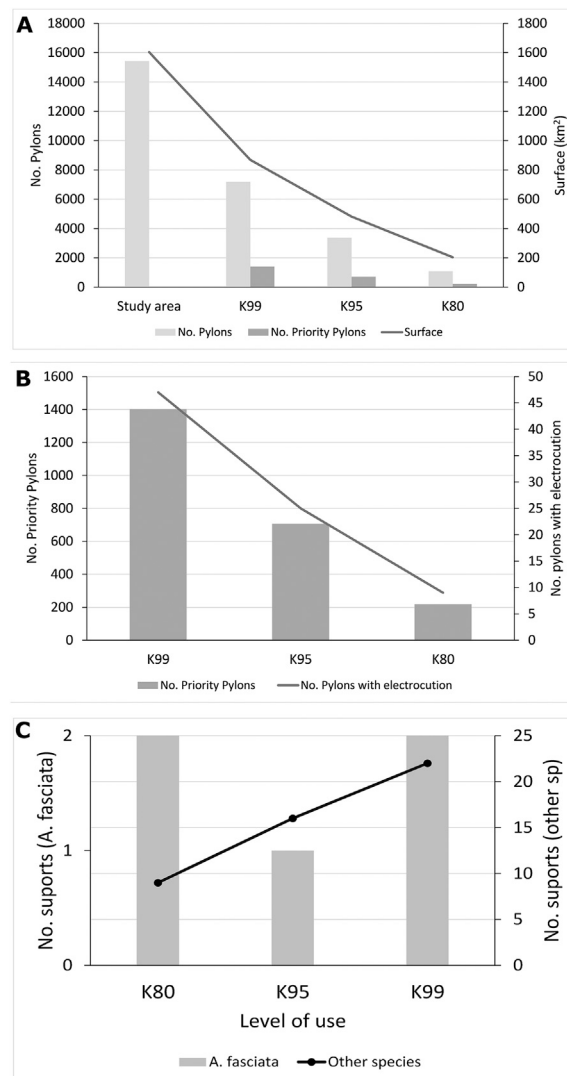 A
18000 1800
16000 1600
14000 1400
12000 1200
10000 1000
8000 800
6000 600
4000 400
2000 200
0 0
No. Pylons
Surface (km²)
Study area K99 K95 K80
No. Pylons No. Priority Pylons Surface
B
1600 50
45
1400
40
1200 35
1000 30
800 25
20
600
15
400
10
200 5
0 0
No. Priority Pylons
No. pylons with electrocution
K99 K95 K80
No. Priority Pylons No. Pylons with electrocution
C
2 25
20
1 15
10
5
0 0
No. suports (A. fasciata)
No. suports (other sp)
K80 K95 K99
Level of use
A. fasciata Other species